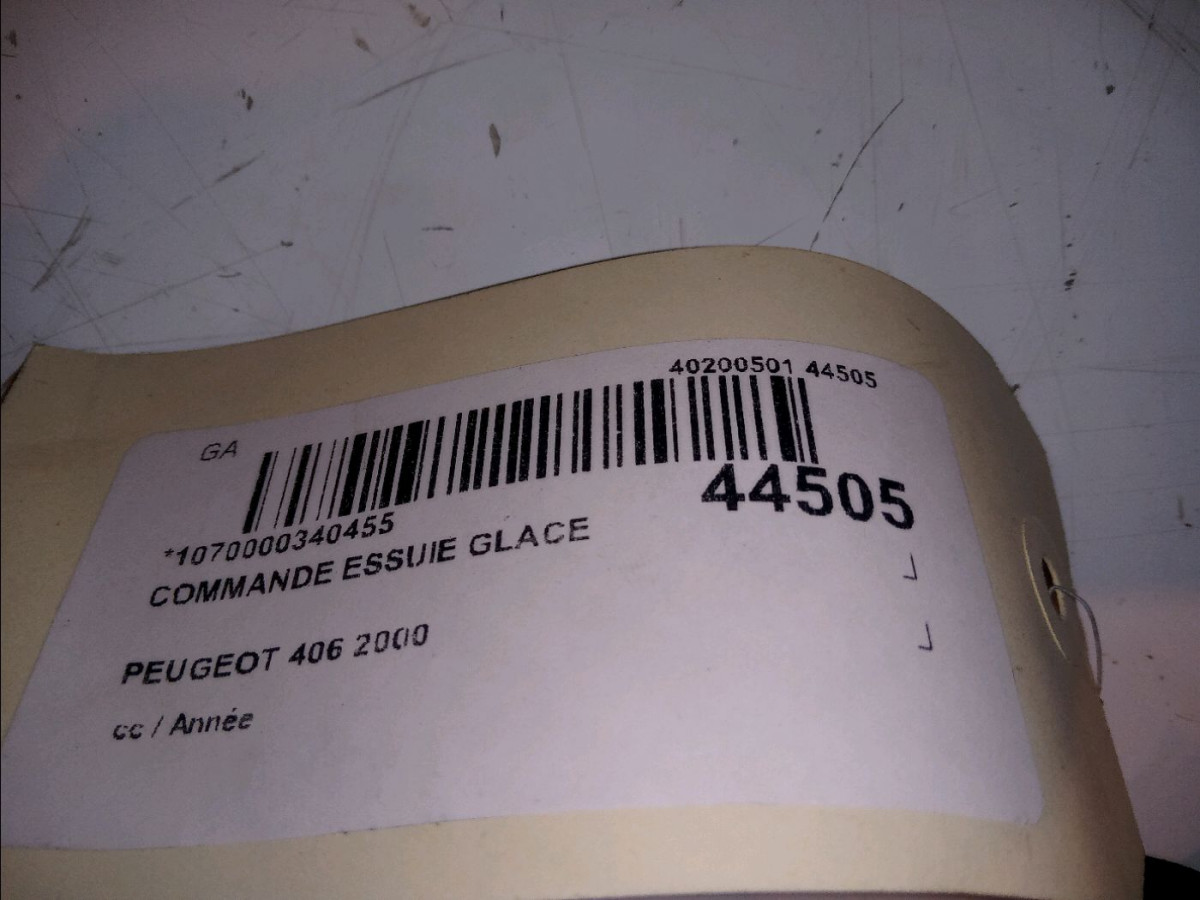 40200501 44505
GA
44505
*1070000340455
COMMANDE ESSUIE GLACE
PEUGEOT 406 2000
cc / Année